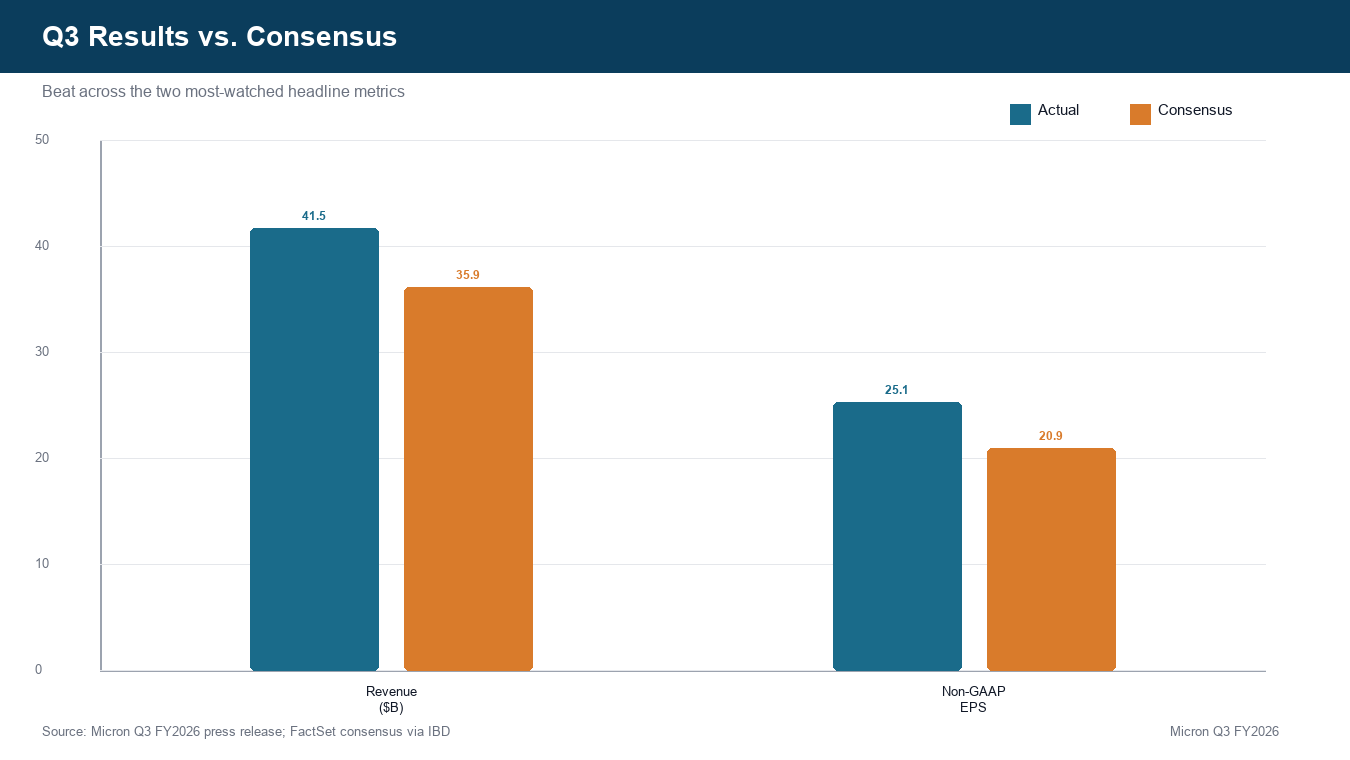 Q3 Results vs. Consensus
Beat across the two most-watched headline metrics
Actual
Consensus
50
40
30
20
10
0
41.5
35.9
25.1
20.9
Revenue
($B)
Non-GAAP
EPS
Source: Micron Q3 FY2026 press release; FactSet consensus via IBD
Micron Q3 FY2026